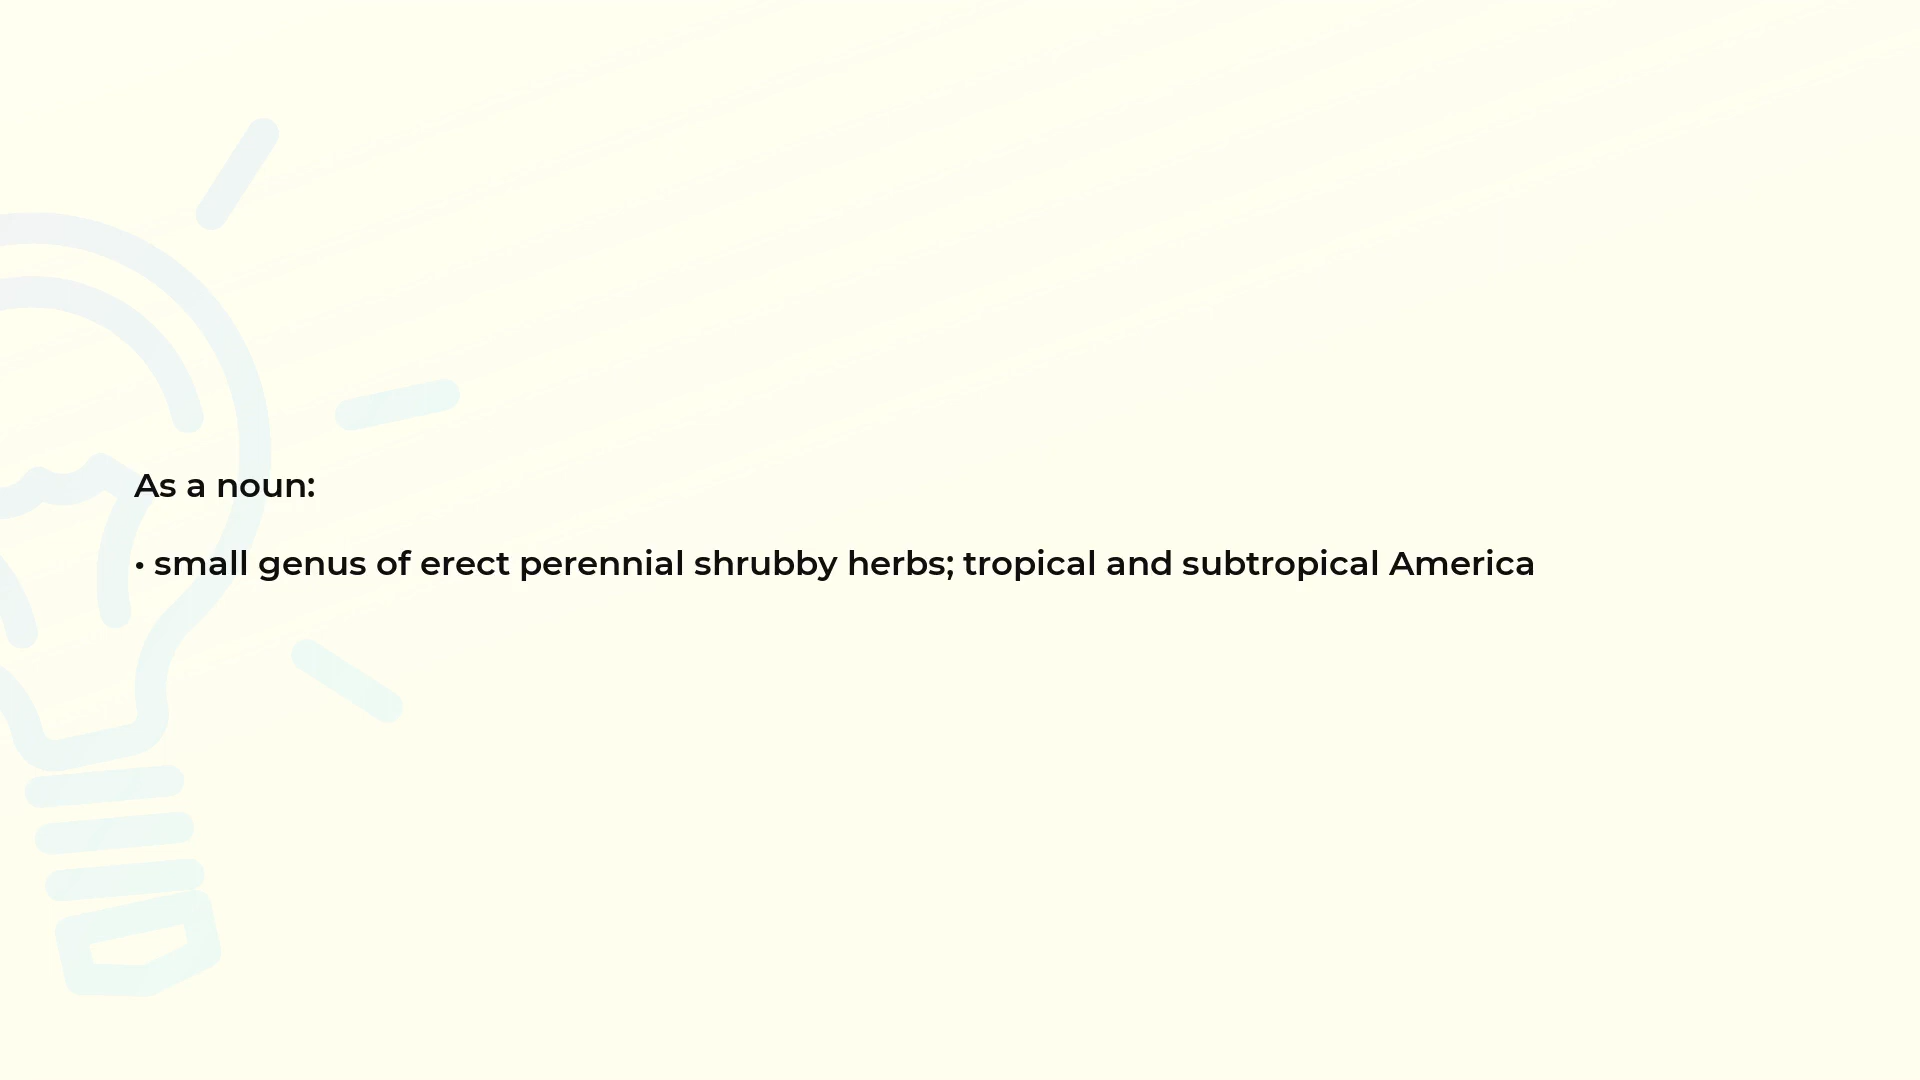 As a noun:
• small genus of erect perennial shrubby herbs; tropical and subtropical America